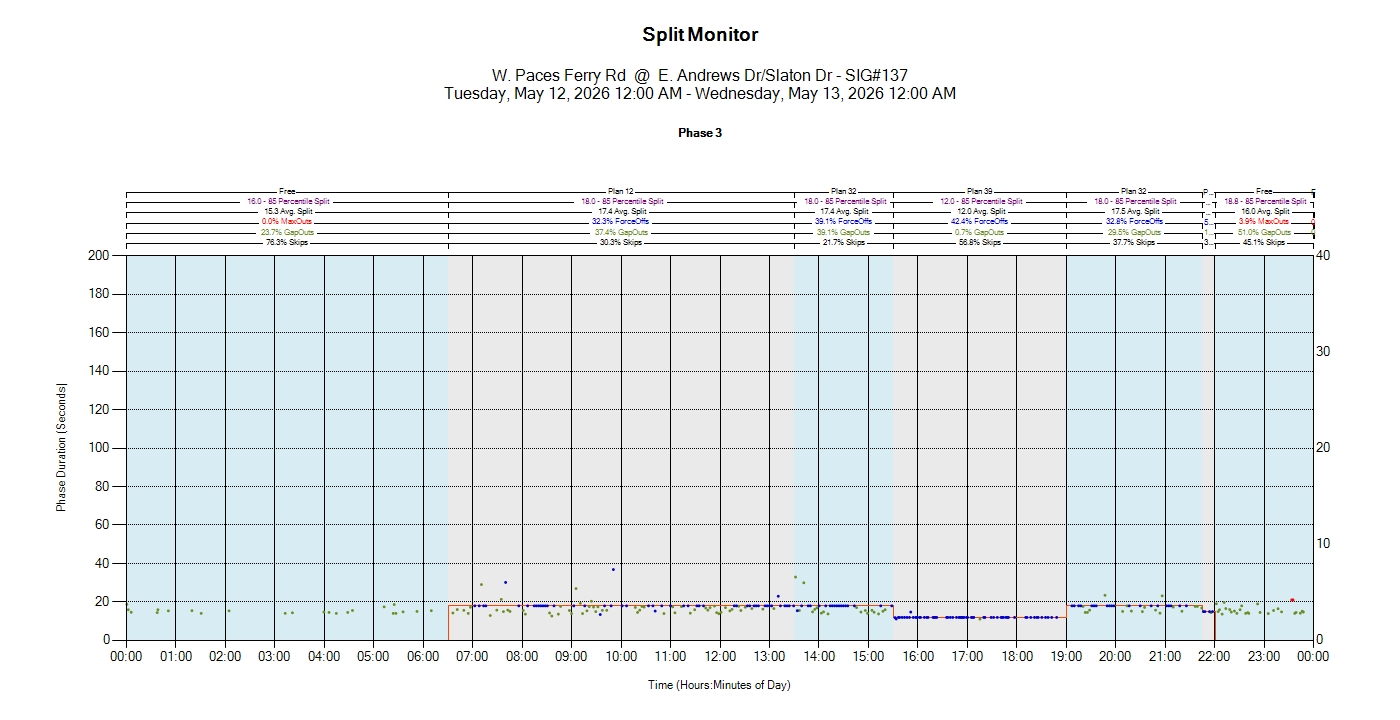 Split Monitor
W. Paces Ferry Rd @ E. Andrews Dr/Slaton Dr - SIG#137
Tuesday, May 12, 2026 12:00 AM - Wednesday, May 13, 2026 12:00 AM
Phase 3
Free Plan 12 Plan 32 Plan 39 Plan 32 P... Free F
16.0 - 85 Percentile Split 18.0 - 85 Percentile Split 18.0 - 85 Percentile Split 12.0 - 85 Percentile Split 18.0 - 85 Percentile Split 18.8 - 85 Percentile Split
15.3 Avg. Split 17.4 Avg. Split 17.4 Avg. Split 12.0 Avg. Split 17.5 Avg. Split 16.0 Avg. Split
0.0% MaxOuts 32.3% ForceOffs 39.1% ForceOffs 42.4% ForceOffs 32.8% ForceOffs 5... 3.9% MaxOuts
23.7% GapOuts 37.4% GapOuts 39.1% GapOuts 0.7% GapOuts 29.5% GapOuts 1... 51.0% GapOuts
76.3% Skips 30.3% Skips 21.7% Skips 56.8% Skips 37.7% Skips 3... 45.1% Skips
200 40
180
160
30
140
120
100 20
80
60
10
40
20
0 0
Phase Duration (Seconds)
00:00 01:00 02:00 03:00 04:00 05:00 06:00 07:00 08:00 09:00 10:00 11:00 12:00 13:00 14:00 15:00 16:00 17:00 18:00 19:00 20:00 21:00 22:00 23:00 00:00
Time (Hours:Minutes of Day)